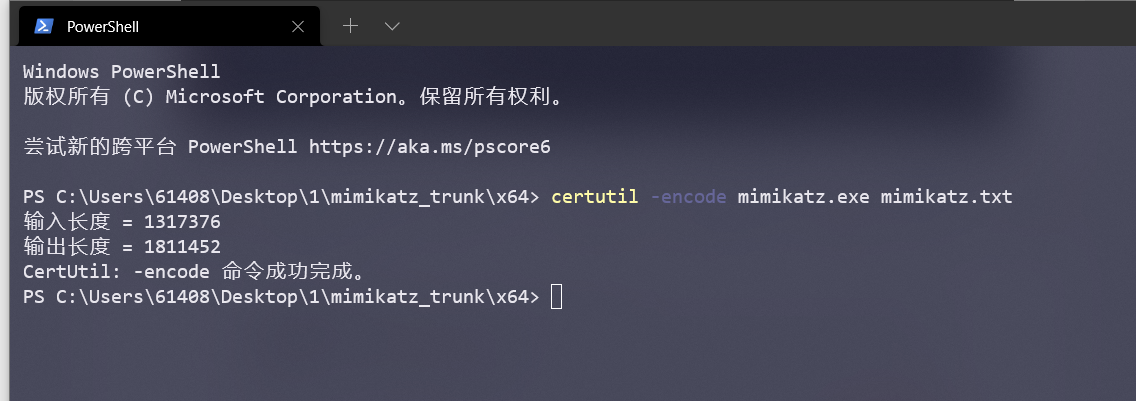 PowerShell
Windows PowerShell
版权所有 (C) Microsoft Corporation。保留所有权利。
尝试新的跨平台 PowerShell https://aka.ms/pscore6
PS C:\Users\61408\Desktop\1\mimikatz_trunk\x64> certutil -encode mimikatz.exe mimikatz.txt
输入长度 = 1317376
输出长度 = 1811452
CertUtil: -encode 命令成功完成。
PS C:\Users\61408\Desktop\1\mimikatz_trunk\x64>